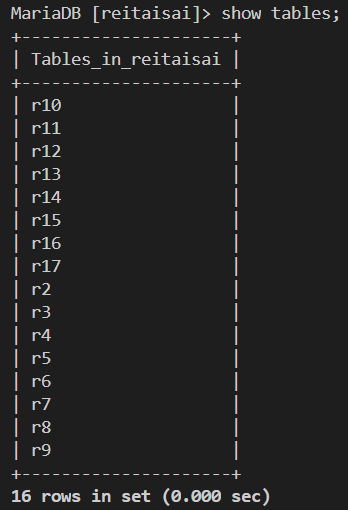 MariaDB [reitaisai]> show tables;
+---------------------+
| Tables_in_reitaisai |
+---------------------+
| r10                 |
| r11                 |
| r12                 |
| r13                 |
| r14                 |
| r15                 |
| r16                 |
| r17                 |
| r2                  |
| r3                  |
| r4                  |
| r5                  |
| r6                  |
| r7                  |
| r8                  |
| r9                  |
+---------------------+
16 rows in set (0.000 sec)